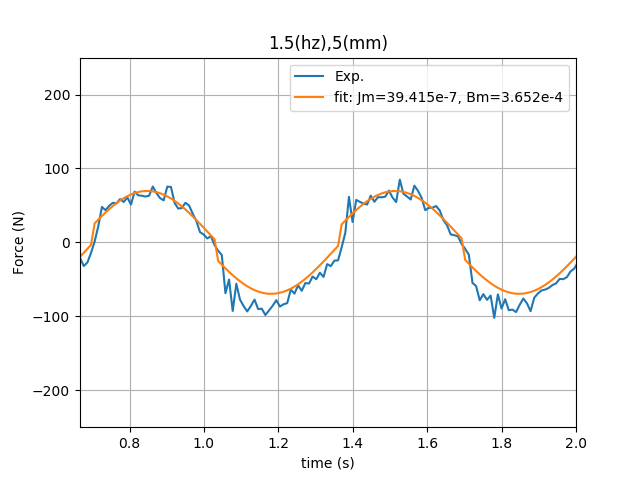 1.5(hz),5(mm)
Exp.
fit: Jm=39.415e-7, Bm=3.652e-4
Force (N)
200
100
0
−100
−200
0.8 1.0 1.2 1.4 1.6 1.8 2.0
time (s)